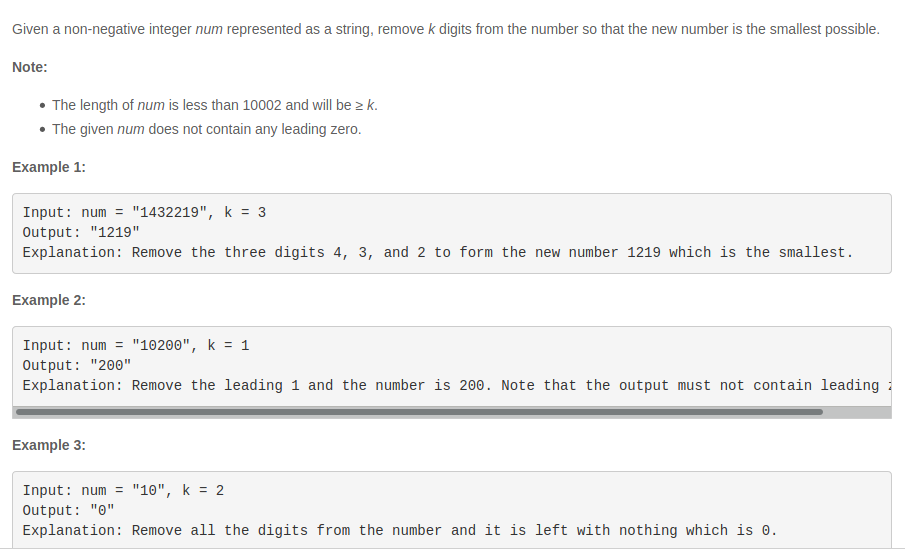 Given a non-negative integer num represented as a string, remove k digits from the number so that the new number is the smallest possible.
Note:
• The length of num is less than 10002 and will be ≥ k.
• The given num does not contain any leading zero.
Example 1:
Input: num = "1432219", k = 3
Output: "1219"
Explanation: Remove the three digits 4, 3, and 2 to form the new number 1219 which is the smallest.
Example 2:
Input: num = "10200", k = 1
Output: "200"
Explanation: Remove the leading 1 and the number is 200. Note that the output must not contain leading
Example 3:
Input: num = "10", k = 2
Output: "0"
Explanation: Remove all the digits from the number and it is left with nothing which is 0.